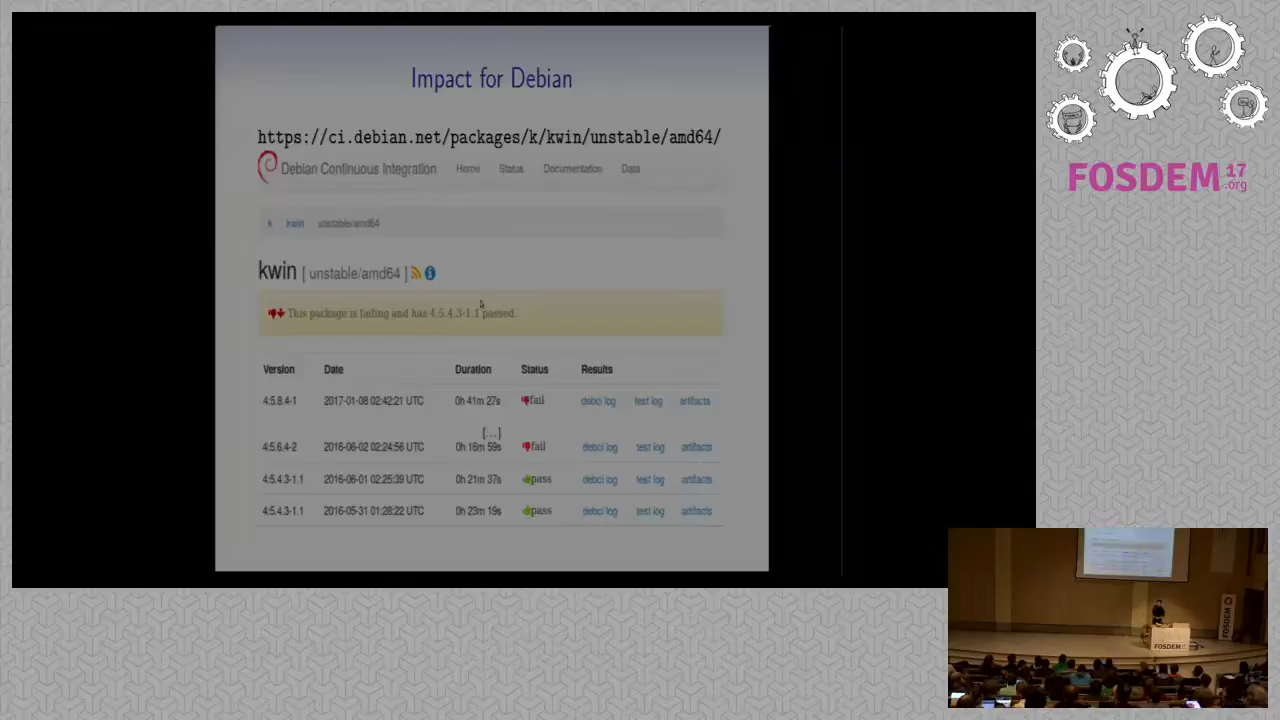 Impact for Debian
https://ci.debian.net/packages/k/kwin/unstable/amd64/
Debian Continuous Integration Home Status Documentation Data
k kwin unstable/amd64
kwin [ unstable/amd64 ]
This package is failing and has 4:5.4.3-1.1 passed.
Version Date Duration Status Results
4:5.8.4-1 2017-01-08 02:42:21 UTC 0h 41m 27s fail debci log test log artifacts
[...]
4:5.6.4-2 2016-06-02 02:24:56 UTC 0h 16m 59s fail debci log test log artifacts
4:5.4.3-1.1 2016-06-01 02:25:39 UTC 0h 21m 37s pass debci log test log artifacts
4:5.4.3-1.1 2016-05-31 01:28:22 UTC 0h 23m 19s pass debci log test log artifacts
FOSDEM 17
.org
FOSDEM
FOSDEM